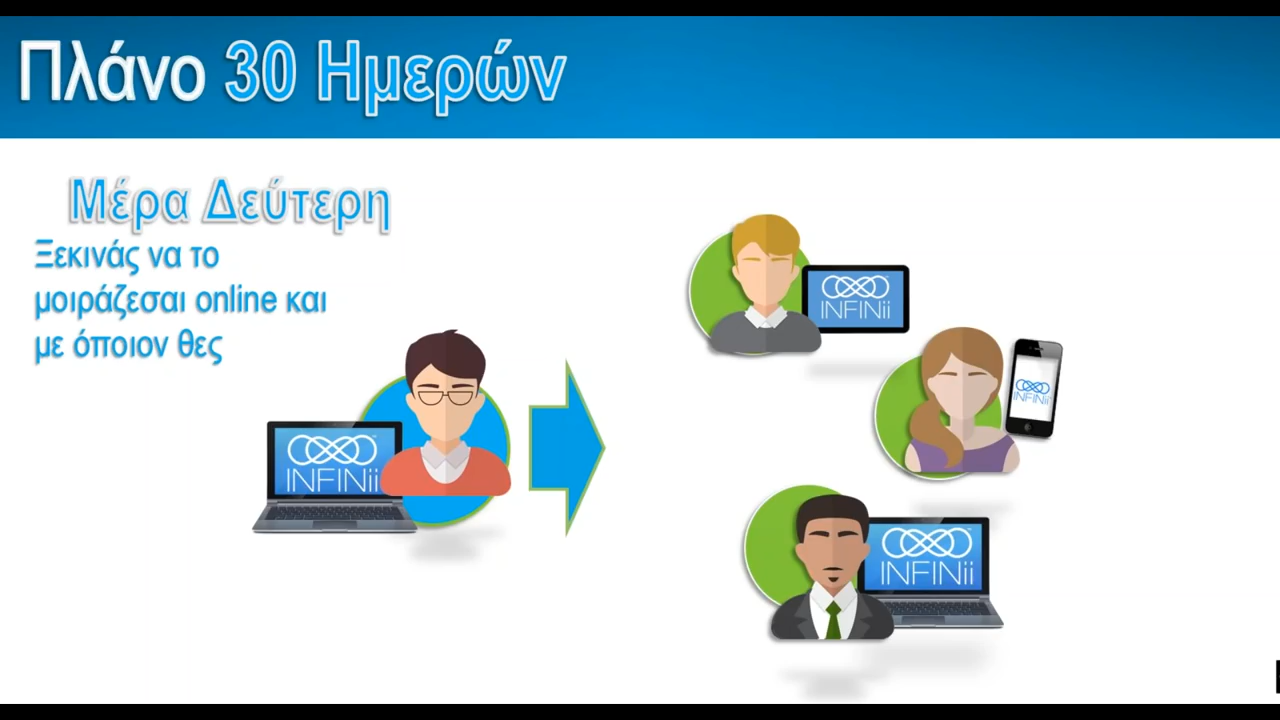 Πλάνο 30 Ημερών
Μέρα Δεύτερη
Ξεκινάς να το
μοιράζεσαι online και
με όποιον θες
INFINii
INFINii
INFINii
INFINii